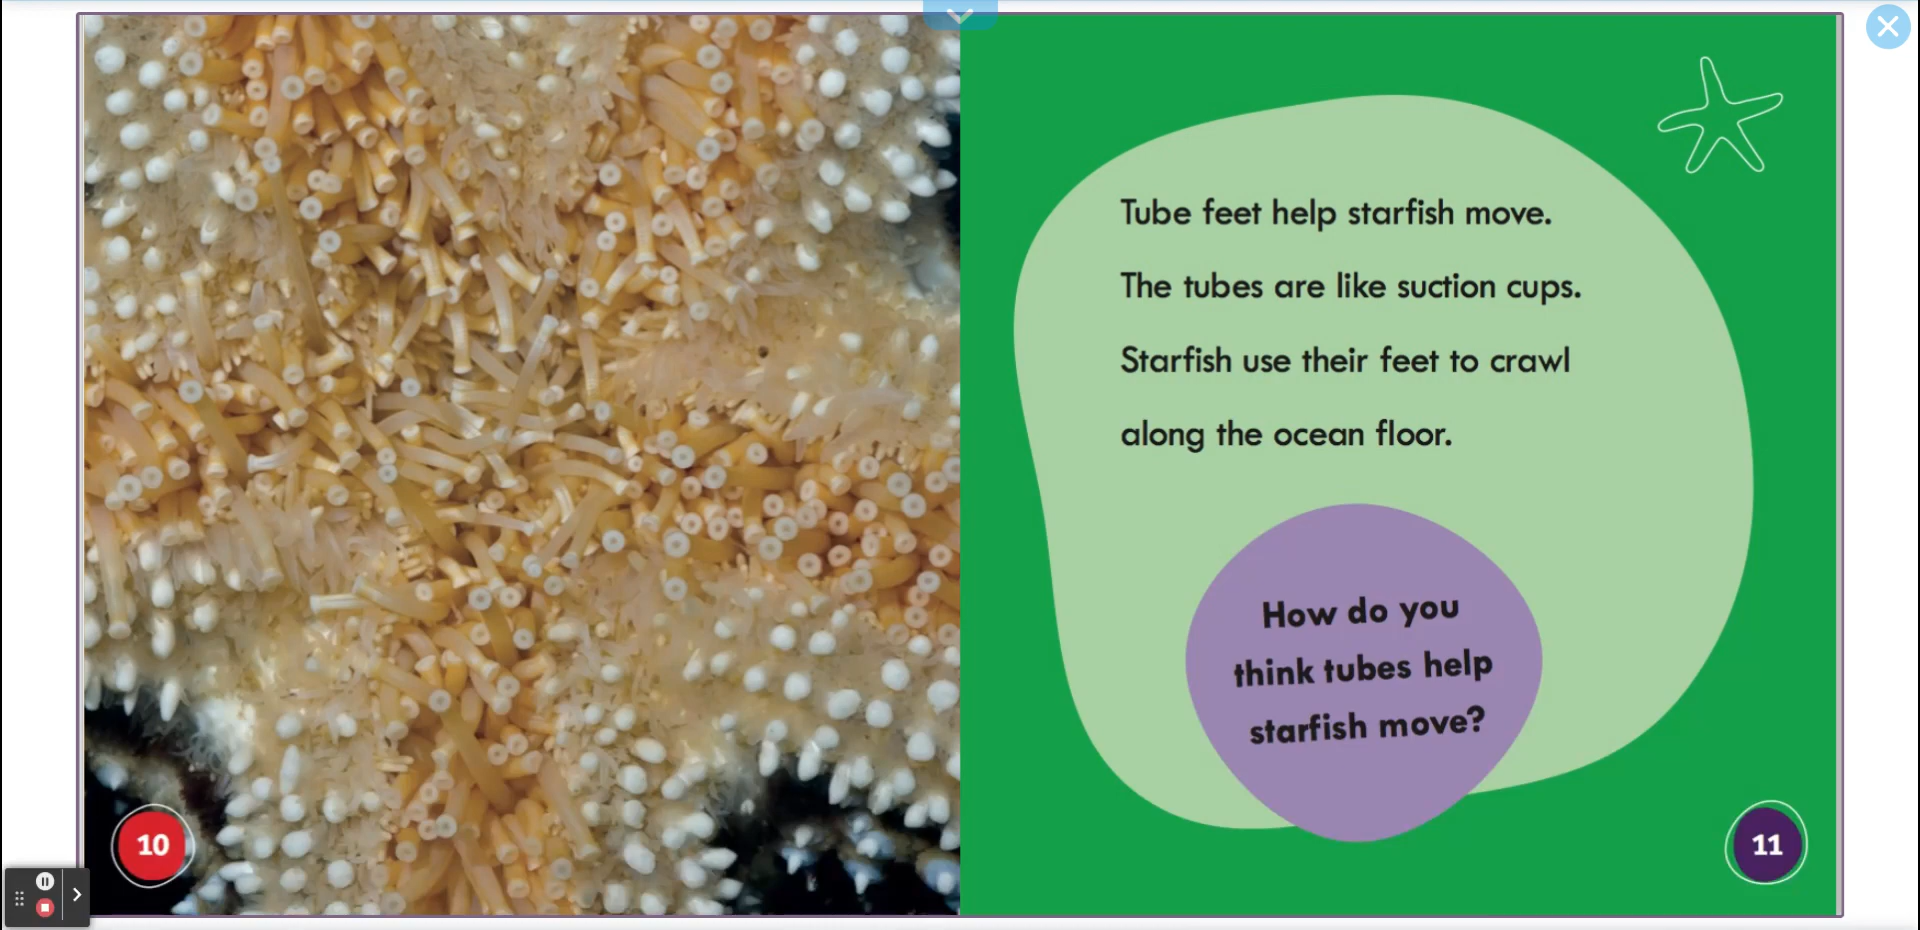 Tube feet help starfish move.
The tubes are like suction cups.
Starfish use their feet to crawl
along the ocean floor.
How do you
think tubes help
starfish move?
10
11